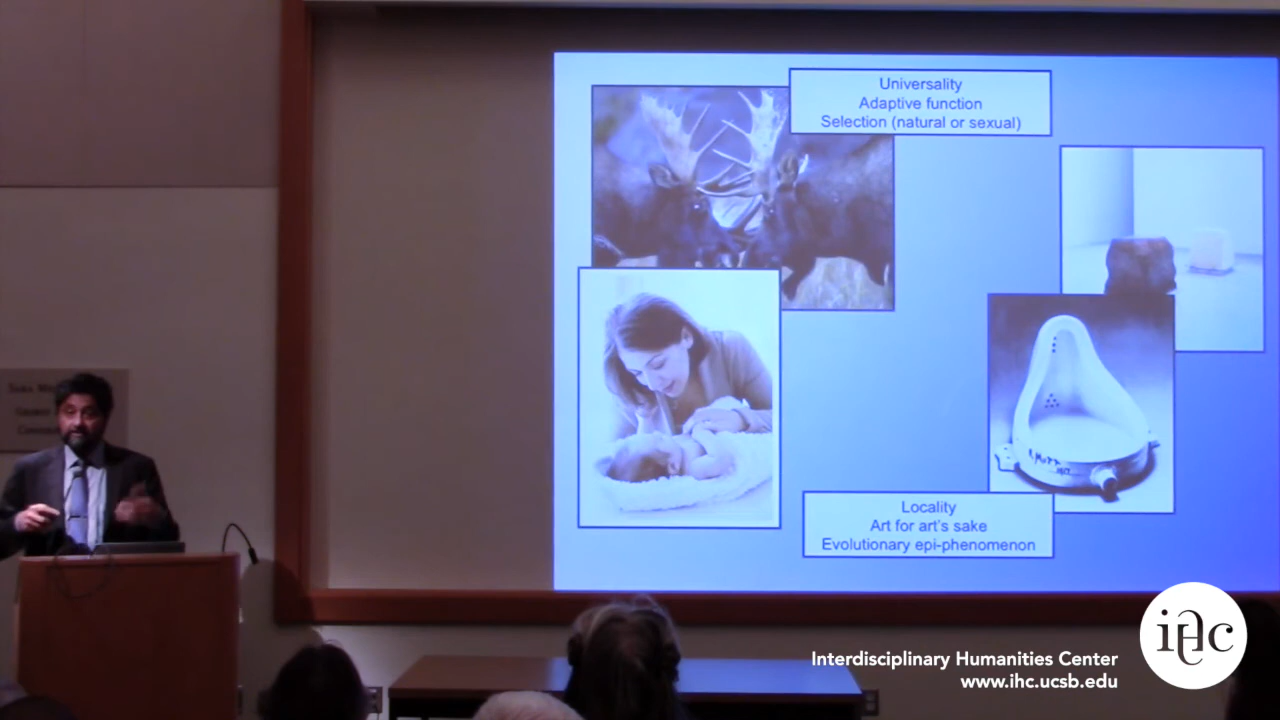 Universality
Adaptive function
Selection (natural or sexual)
Locality
Art for art's sake
Evolutionary epi-phenomenon
ihc
Interdisciplinary Humanities Center
www.ihc.ucsb.edu